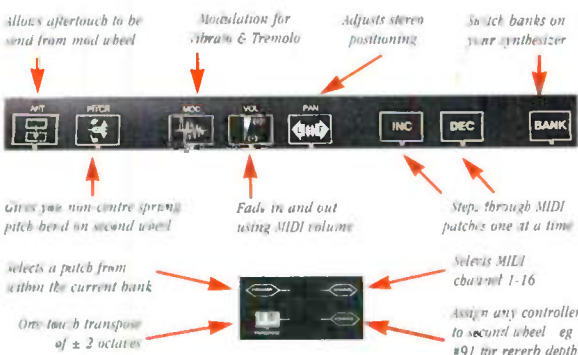 Allows aftertouch to be
send from mod wheel
Modulation for
Vibrato & Tremolo
Adjusts stereo
positioning
Switch banks on
your synthesizer
AFT
PITCH
MOD
VOL
PAN
INC
DEC
BANK
Gives you non-centre sprung
pitch bend on second wheel
Fade in and out
using MIDI volume
Steps through MIDI
patches one at a time
Selects a patch from
within the current bank
Selects MIDI
channel 1-16
One-touch transpose
of ± 2 octaves
Assign any controller
to second wheel eg
#91 for reverb depth